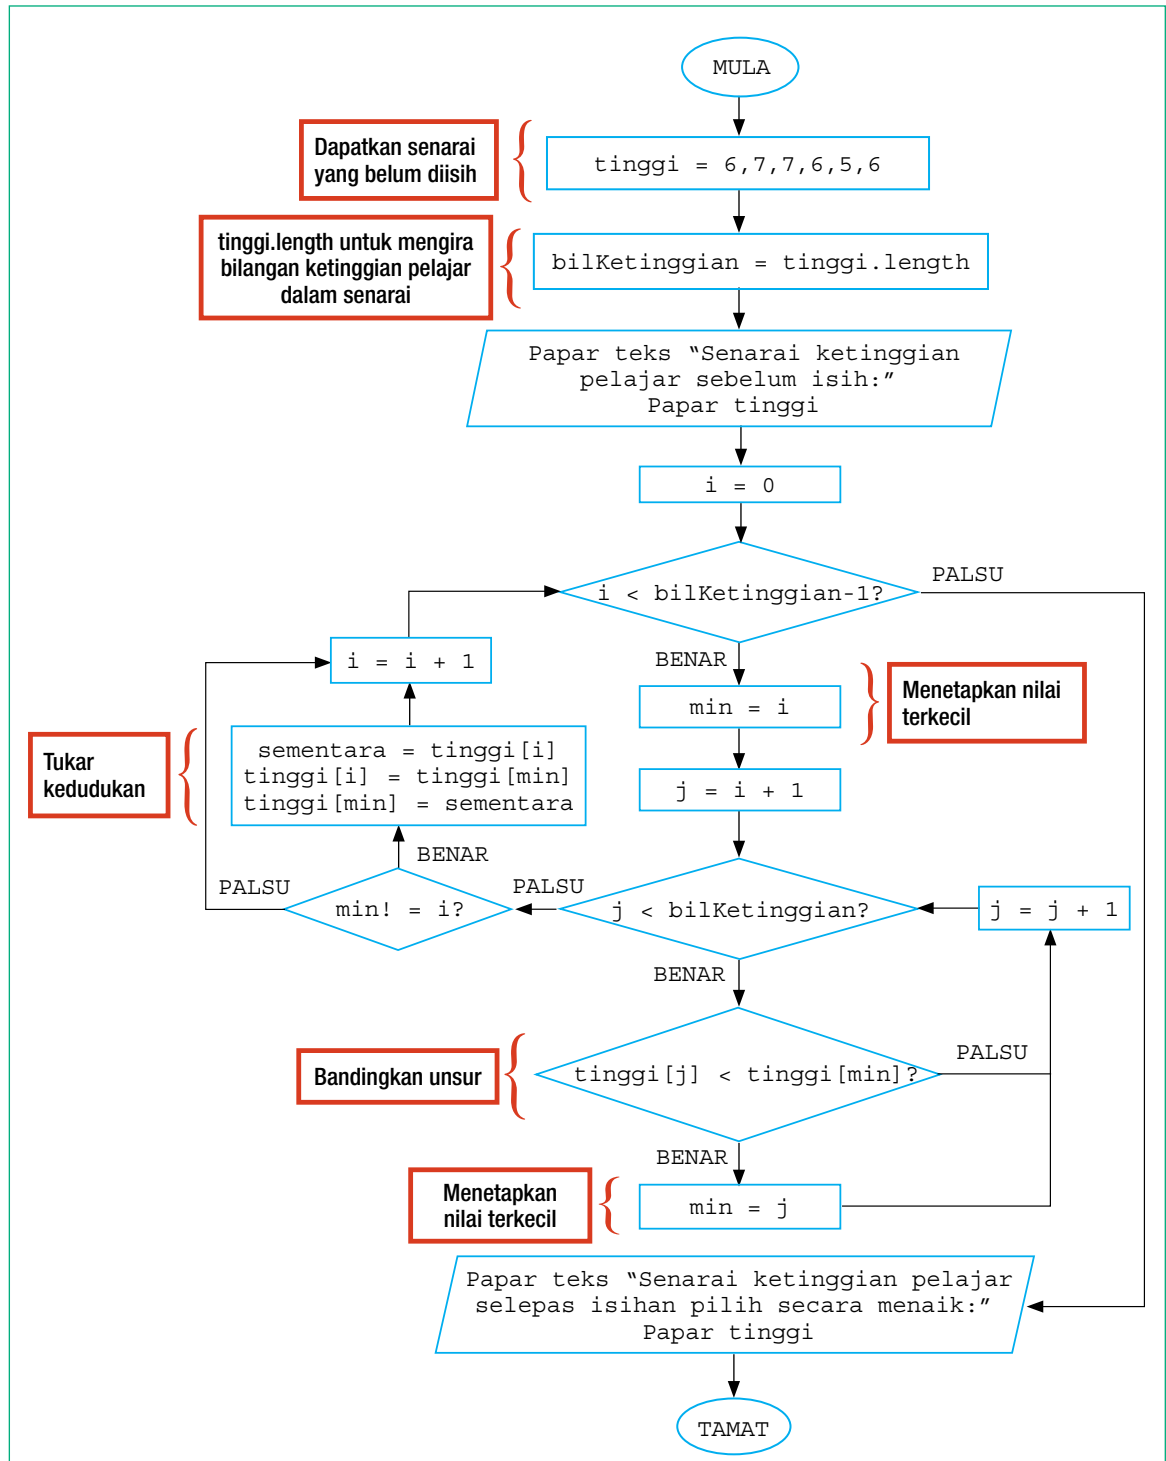 MULA
Dapatkan senarai
yang belum diisih
tinggi = 6,7,7,6,5,6
tinggi.length untuk mengira
bilangan ketinggian pelajar
dalam senarai
bilKetinggian = tinggi.length
Papar teks “Senarai ketinggian
pelajar sebelum isih:”
Papar tinggi
i = 0
i < bilKetinggian-1?
PALSU
BENAR
i = i + 1
min = i
Menetapkan nilai
terkecil
Tukar
kedudukan
sementara = tinggi[i]
tinggi[i] = tinggi[min]
tinggi[min] = sementara
j = i + 1
BENAR
PALSU
min! = i?
PALSU
j < bilKetinggian?
j = j + 1
BENAR
Bandingkan unsur
tinggi[j] < tinggi[min]?
PALSU
BENAR
Menetapkan
nilai terkecil
min = j
Papar teks “Senarai ketinggian pelajar
selepas isihan pilih secara menaik:”
Papar tinggi
TAMAT